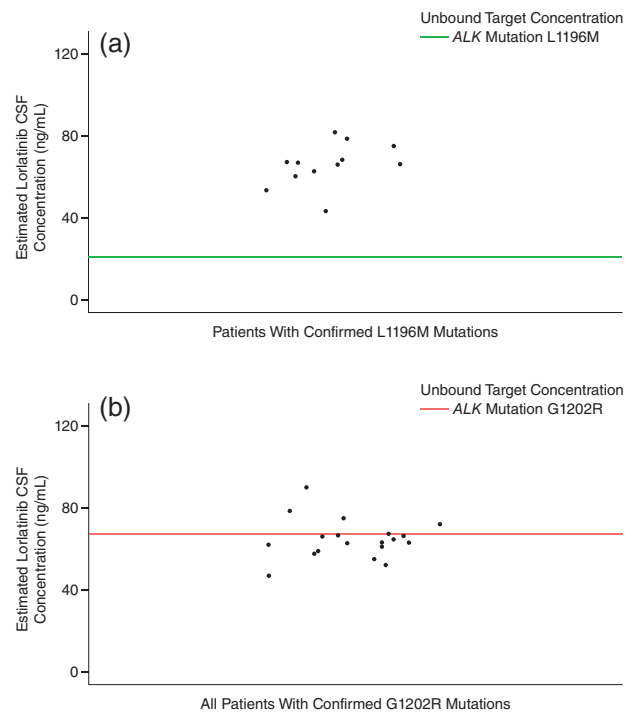 (a)
Unbound Target Concentration
ALK Mutation L1196M
Estimated Lorlatinib CSF
Concentration (ng/mL)
120
80
40
0
Patients With Confirmed L1196M Mutations
(b)
Unbound Target Concentration
ALK Mutation G1202R
Estimated Lorlatinib CSF
Concentration (ng/mL)
120
80
40
0
All Patients With Confirmed G1202R Mutations